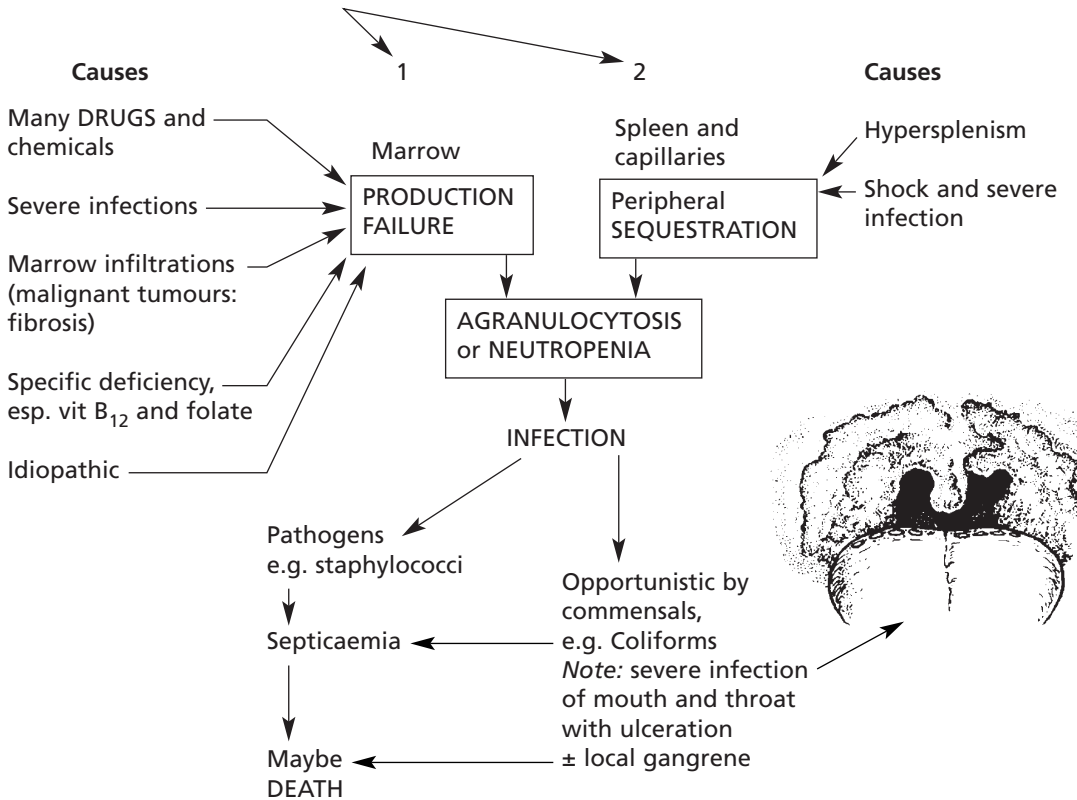 Causes
1
2
Causes
Many DRUGS and
chemicals
Severe infections
Marrow infiltrations
(malignant tumours:
fibrosis)
Specific deficiency,
esp. vit B₁₂ and folate
Idiopathic
Marrow
PRODUCTION
FAILURE
Spleen and
capillaries
Peripheral
SEQUESTRATION
Hypersplenism
Shock and severe
infection
AGRANULOCYTOSIS
or NEUTROPENIA
INFECTION
Pathogens
e.g. staphylococci
Septicaemia
Maybe
DEATH
Opportunistic by
commensals,
e.g. Coliforms
Note: severe infection
of mouth and throat
with ulceration
± local gangrene